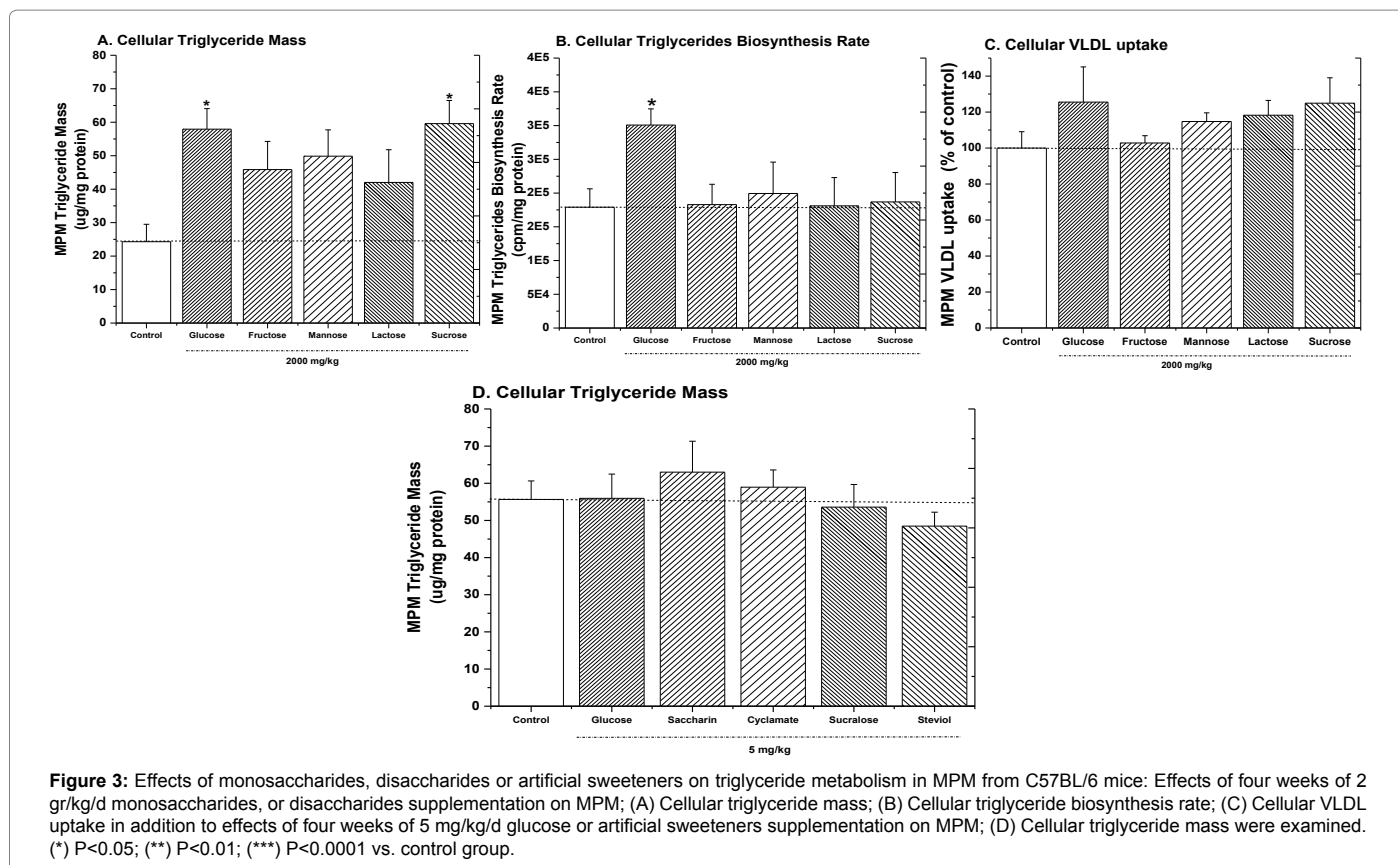 A. Cellular Triglyceride Mass
MPM Triglyceride Mass
(ug/mg protein)
80
70
60
50
40
30
20
10
0
*
*
Control Glucose Fructose Mannose Lactose Sucrose
2000 mg/kg
B. Cellular Triglycerides Biosynthesis Rate
MPM Triglycerides Biosynthesis Rate
(cpm/mg protein)
4E5
4E5
3E5
3E5
2E5
2E5
1E5
5E4
0
*
Control Glucose Fructose Mannose Lactose Sucrose
2000 mg/kg
C. Cellular VLDL uptake
MPM VLDL uptake (% of control)
140
120
100
80
60
40
20
0
Control Glucose Fructose Mannose Lactose Sucrose
2000 mg/kg
D. Cellular Triglyceride Mass
MPM Triglyceride Mass
(ug/mg protein)
80
70
60
50
40
30
20
10
0
Control Glucose Saccharin Cyclamate Sucralose Steviol
5 mg/kg
Figure 3: Effects of monosaccharides, disaccharides or artificial sweeteners on triglyceride metabolism in MPM from C57BL/6 mice: Effects of four weeks of 2
gr/kg/d monosaccharides, or disaccharides supplementation on MPM; (A) Cellular triglyceride mass; (B) Cellular triglyceride biosynthesis rate; (C) Cellular VLDL
uptake in addition to effects of four weeks of 5 mg/kg/d glucose or artificial sweeteners supplementation on MPM; (D) Cellular triglyceride mass were examined.
(*) P<0.05; (**) P<0.01; (***) P<0.0001 vs. control group.